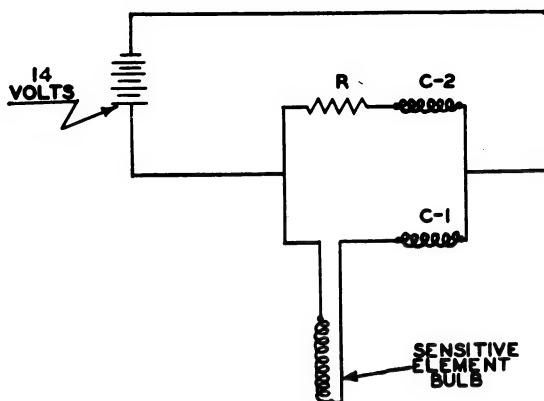 14
VOLTS
R
C-2
C-1
SENSITIVE
ELEMENT
BULB